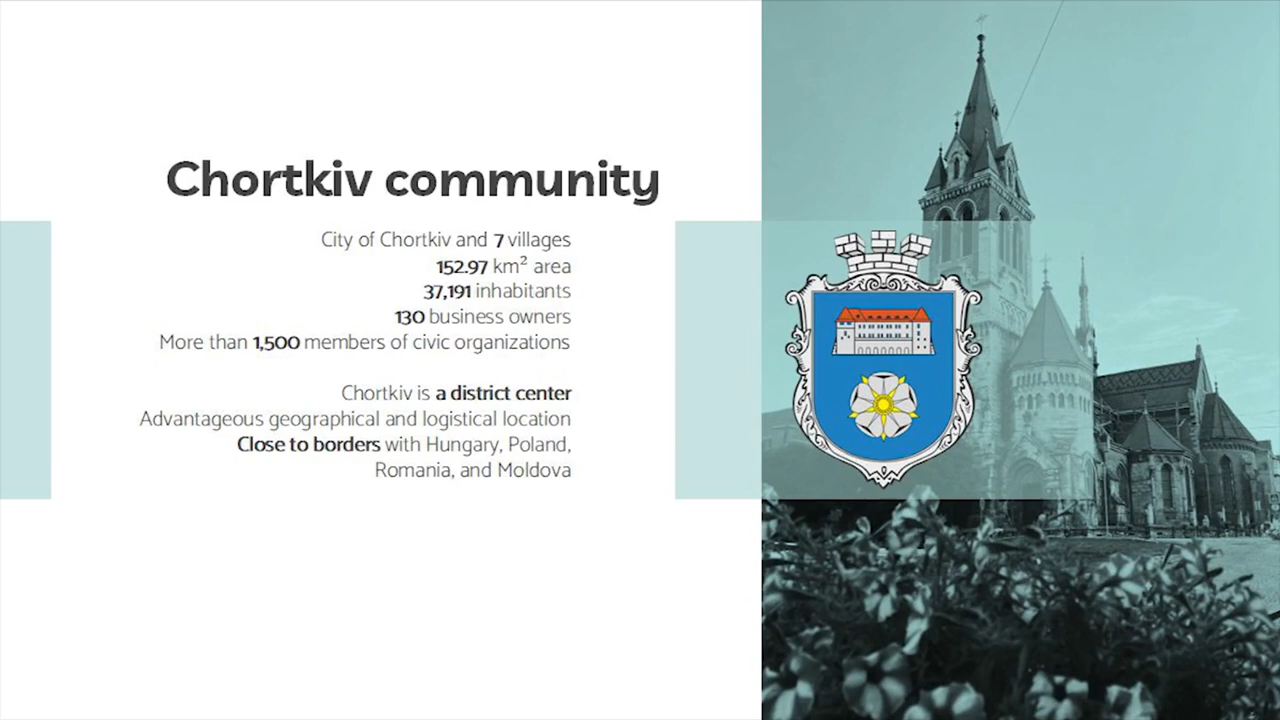 Chortkiv community
City of Chortkiv and 7 villages
152.97 km² area
37,191 inhabitants
130 business owners
More than 1,500 members of civic organizations
Chortkiv is a district center
Advantageous geographical and logistical location
Close to borders with Hungary, Poland,
Romania, and Moldova